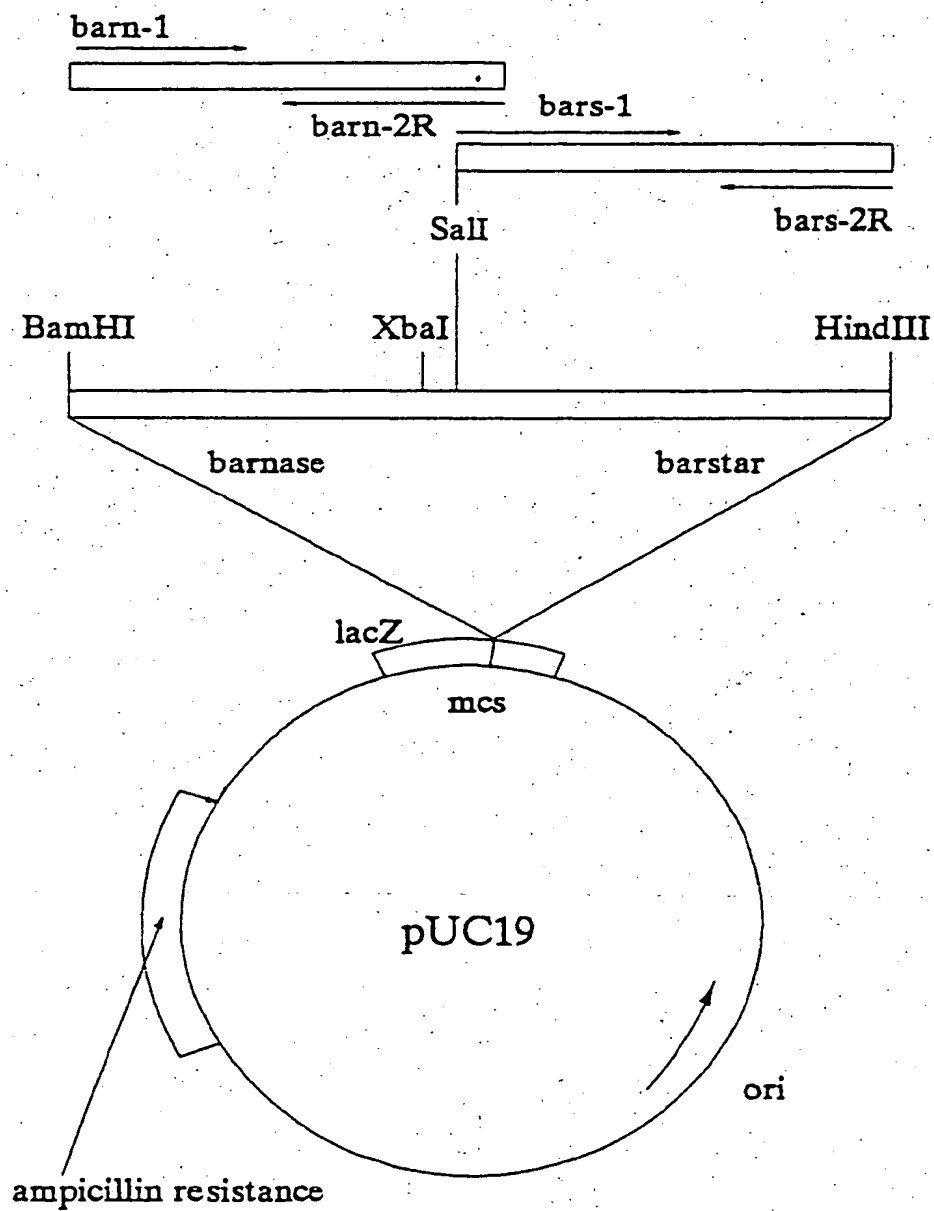 barn-1
barn-2R
bars-1
bars-2R
SalI
BamHI
XbaI
HindIII
barnase
barstar
lacZ
mcs
pUC19
ori
ampicillin resistance